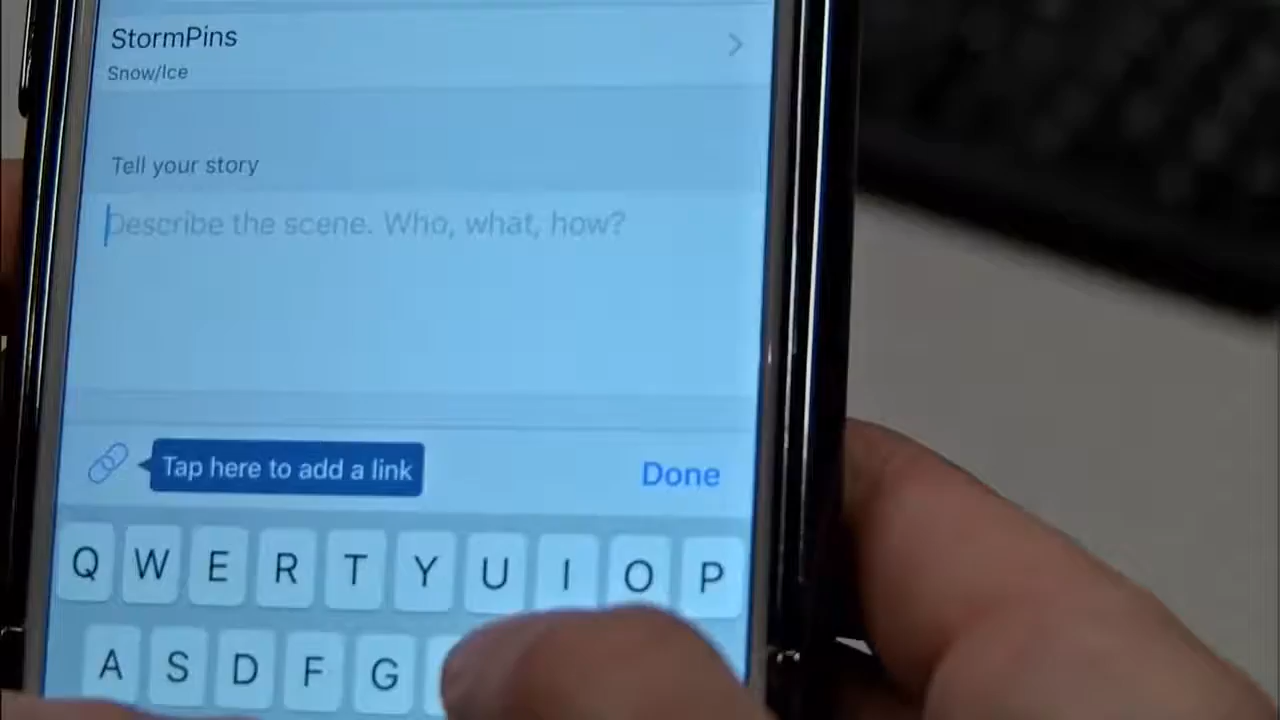 StormPins
Snow/Ice
Tell your story
Describe the scene. Who, what, how?
Tap here to add a link
Done
Q W E R T Y U I O P
A S D F G